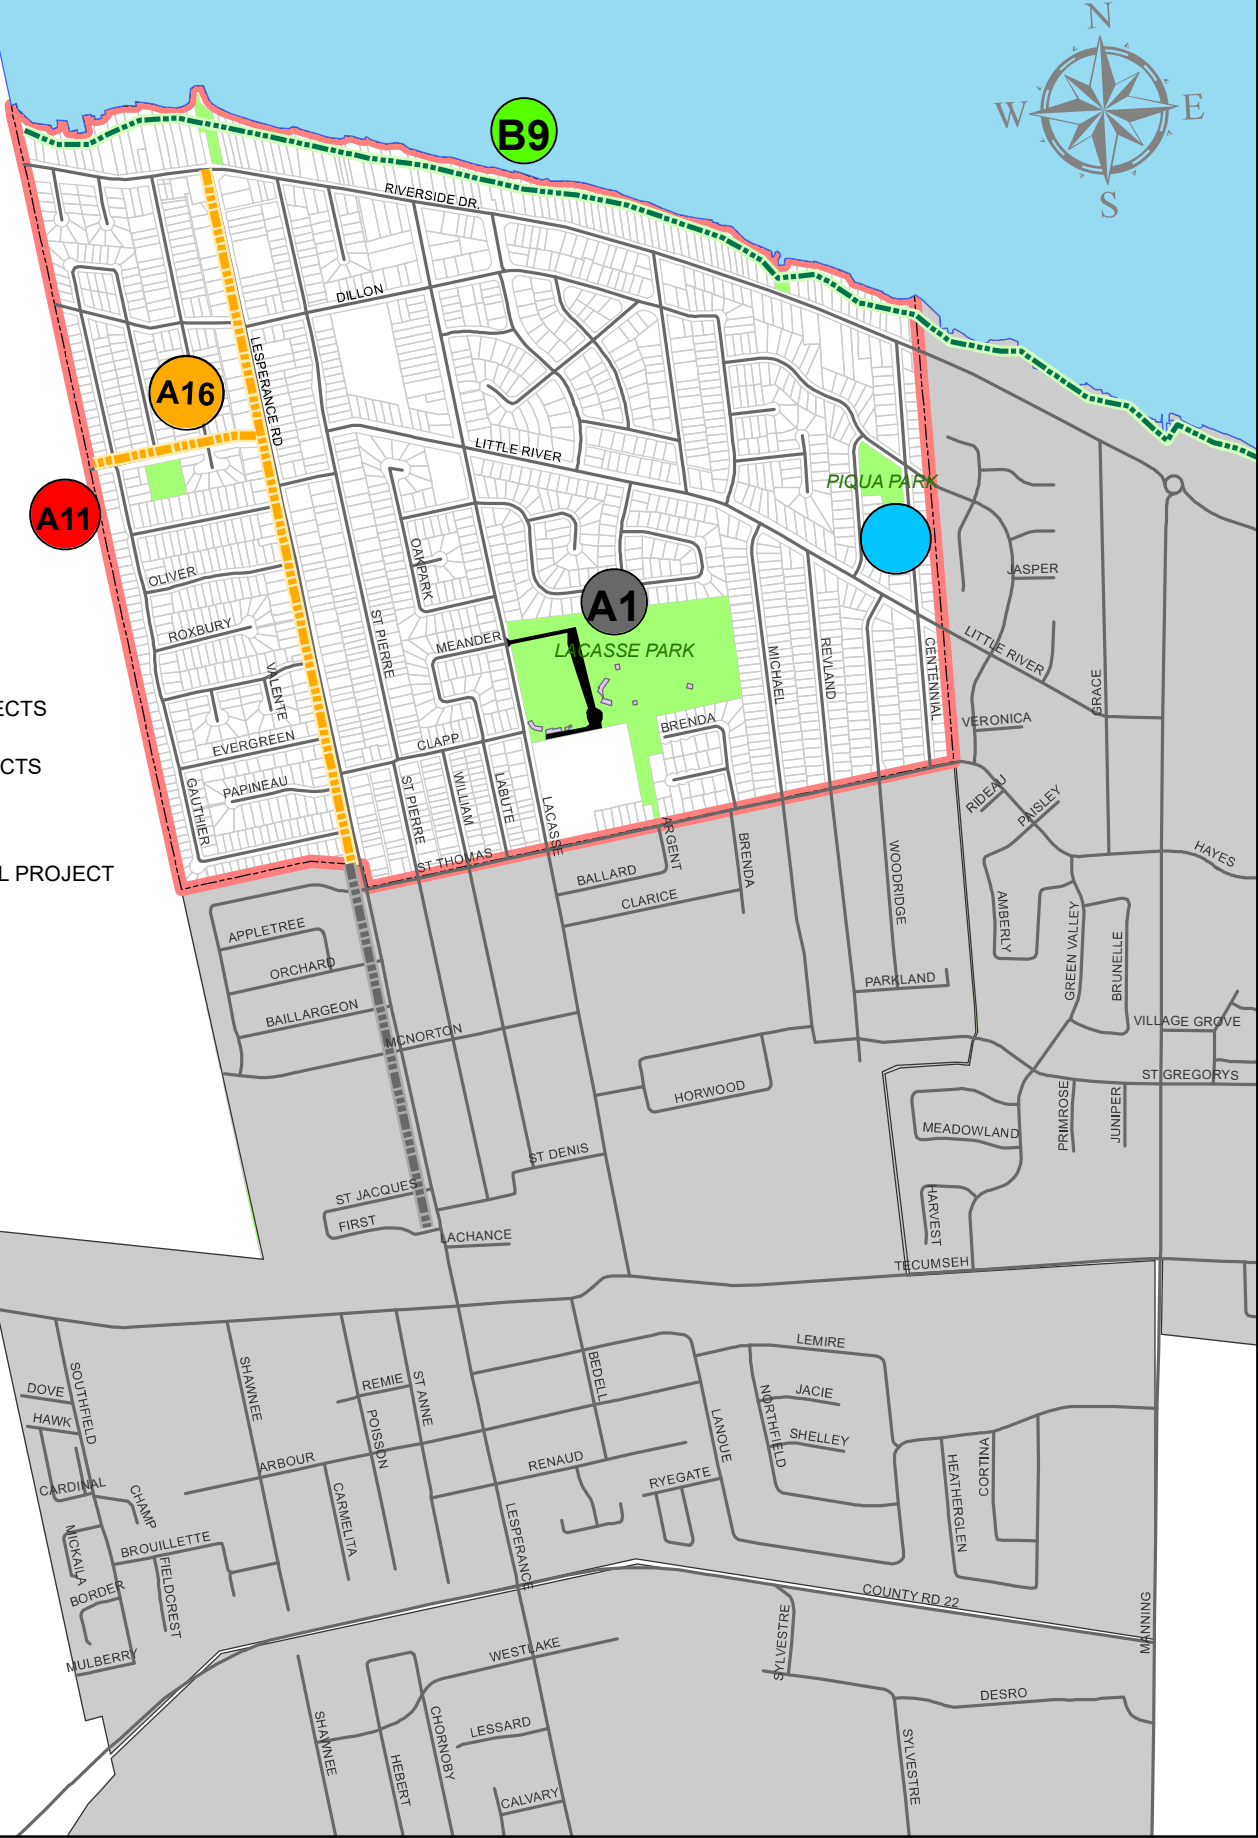 N
W
E
S
B9
RIVERSIDE DR.
DILLON
LESPERANCE RD
A16
LITTLE RIVER
PIQUA PARK
A11
OAKPARK
JASPER
OLIVER
A1
ROXBURY
ST PIERRE
MEANDER
LACASSE PARK
MICHAEL
REVLAND
CENTENNIAL
LITTLE RIVER
GRACE
VALENTE
ECTS
VERONICA
EVERGREEN
CLAPP
BRENDA
CTS
GAUTHIER
PAPINEAU
ST PIERRE
WILLIAM
LABUTE
LACASSE
RIDEAU
PAISLEY
ST THOMAS
ARGENT
BRENDA
WOODRIDGE
HAYES
L PROJECT
BALLARD
CLARICE
AMBERLY
GREEN VALLEY
BRUNELLE
APPLETREE
ORCHARD
PARKLAND
BAILLARGEON
MCNORTON
VILLAGE GROVE
ST GREGORYS
HORWOOD
PRIMROSE
JUNIPER
MEADOWLAND
ST DENIS
ST JACQUES
FIRST
HARVEST
LACHANCE
TECUMSEH
LEMIRE
SOUTHFIELD
SHAWNEE
REMIE
ST ANNE
BEDELL
DOVE
JACIE
HAWK
POISSON
LANOUE
NORTHFIELD
SHELLEY
ARBOUR
RENAUD
RYEGATE
HEATHERGLEN
CORTINA
CARDINAL
CHAMP
CARMELITA
LESPERANCE
MICKAILA
BROUILLETTE
BORDER
FIELDCREST
COUNTY RD 22
MANNING
MULBERRY
WESTLAKE
SYLVESTRE
DESRO
SHAWNEE
CHORNOBY
LESSARD
HEBERT
SYLVESTRE
CALVARY